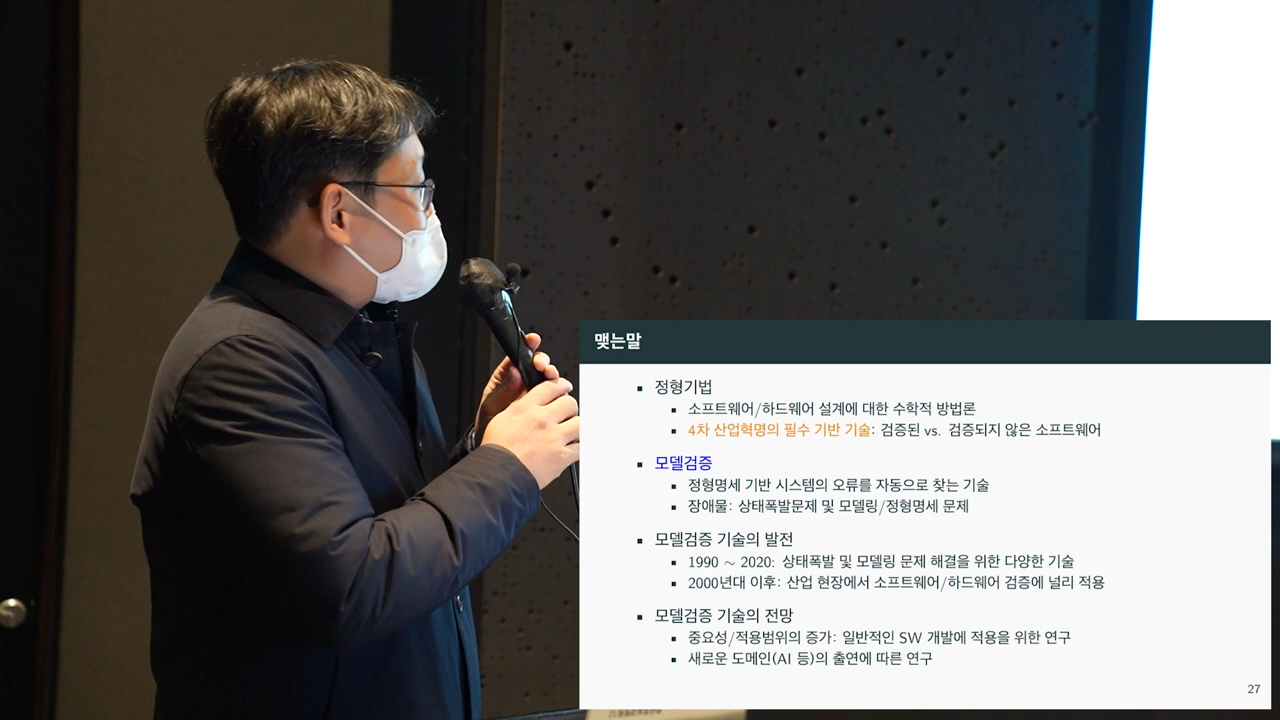 맺는말
정형기법
소프트웨어/하드웨어 설계에 대한 수학적 방법론
4차 산업혁명의 필수 기반 기술: 검증된 vs. 검증되지 않은 소프트웨어
모델검증
정형명세 기반 시스템의 오류를 자동으로 찾는 기술
장애물: 상태폭발문제 및 모델링/정형명세 문제
모델검증 기술의 발전
1990 ~ 2020: 상태폭발 및 모델링 문제 해결을 위한 다양한 기술
2000년대 이후: 산업 현장에서 소프트웨어/하드웨어 검증에 널리 적용
모델검증 기술의 전망
중요성/적용범위의 증가: 일반적인 SW 개발에 적용을 위한 연구
새로운 도메인(AI 등)의 출연에 따른 연구
27